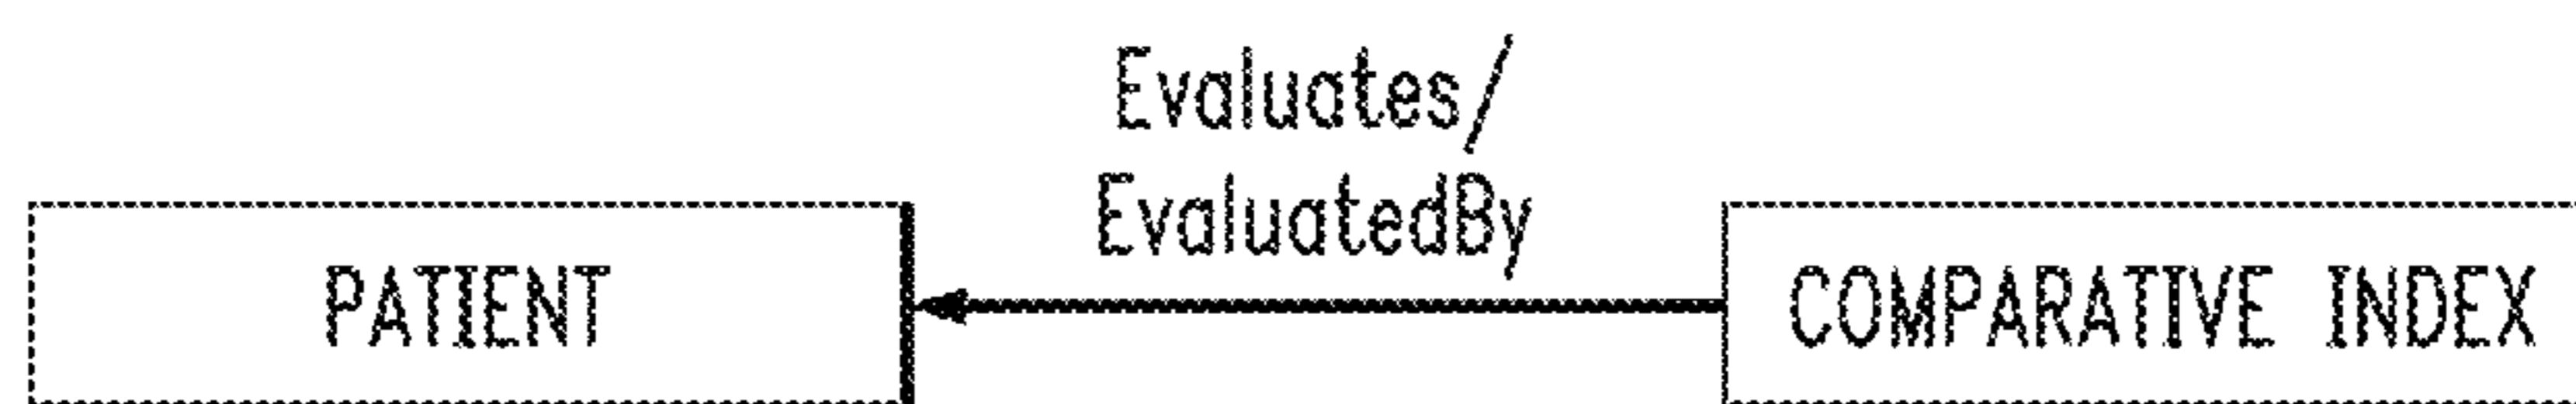 Evaluates/
EvaluatedBy
PATIENT
COMPARATIVE INDEX